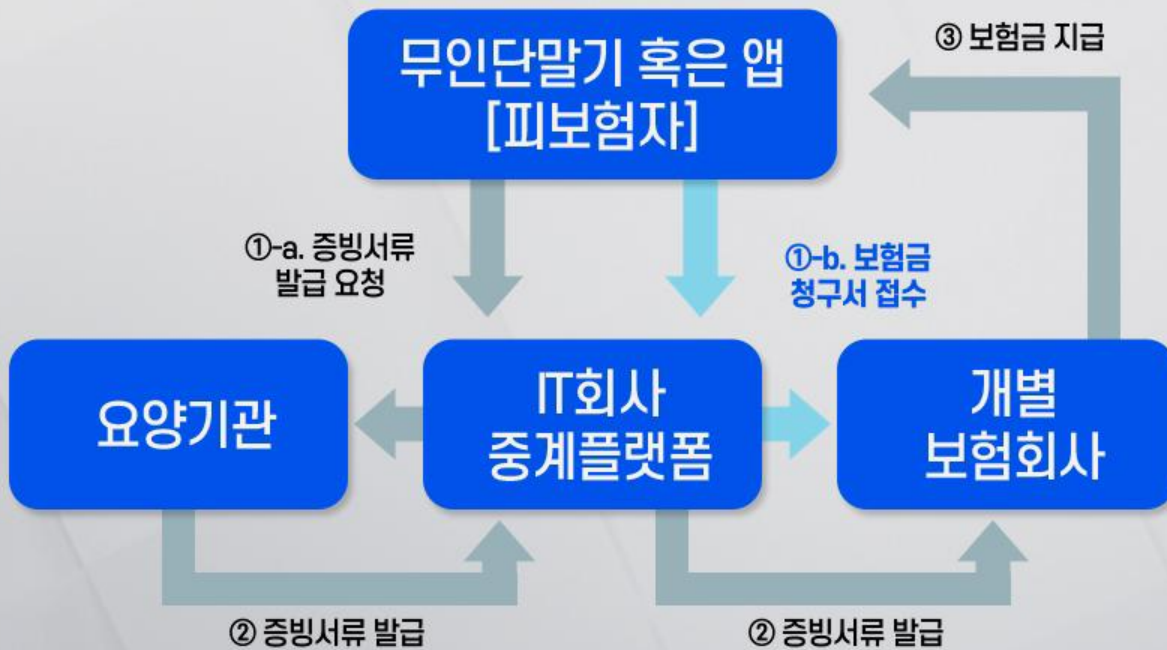 무인단말기 혹은 앱
[피보험자]
③ 보험금 지급
①-a. 증빙서류
발급 요청
①-b. 보험금
청구서 접수
요양기관
IT회사
중계플랫폼
개별
보험회사
② 증빙서류 발급
② 증빙서류 발급